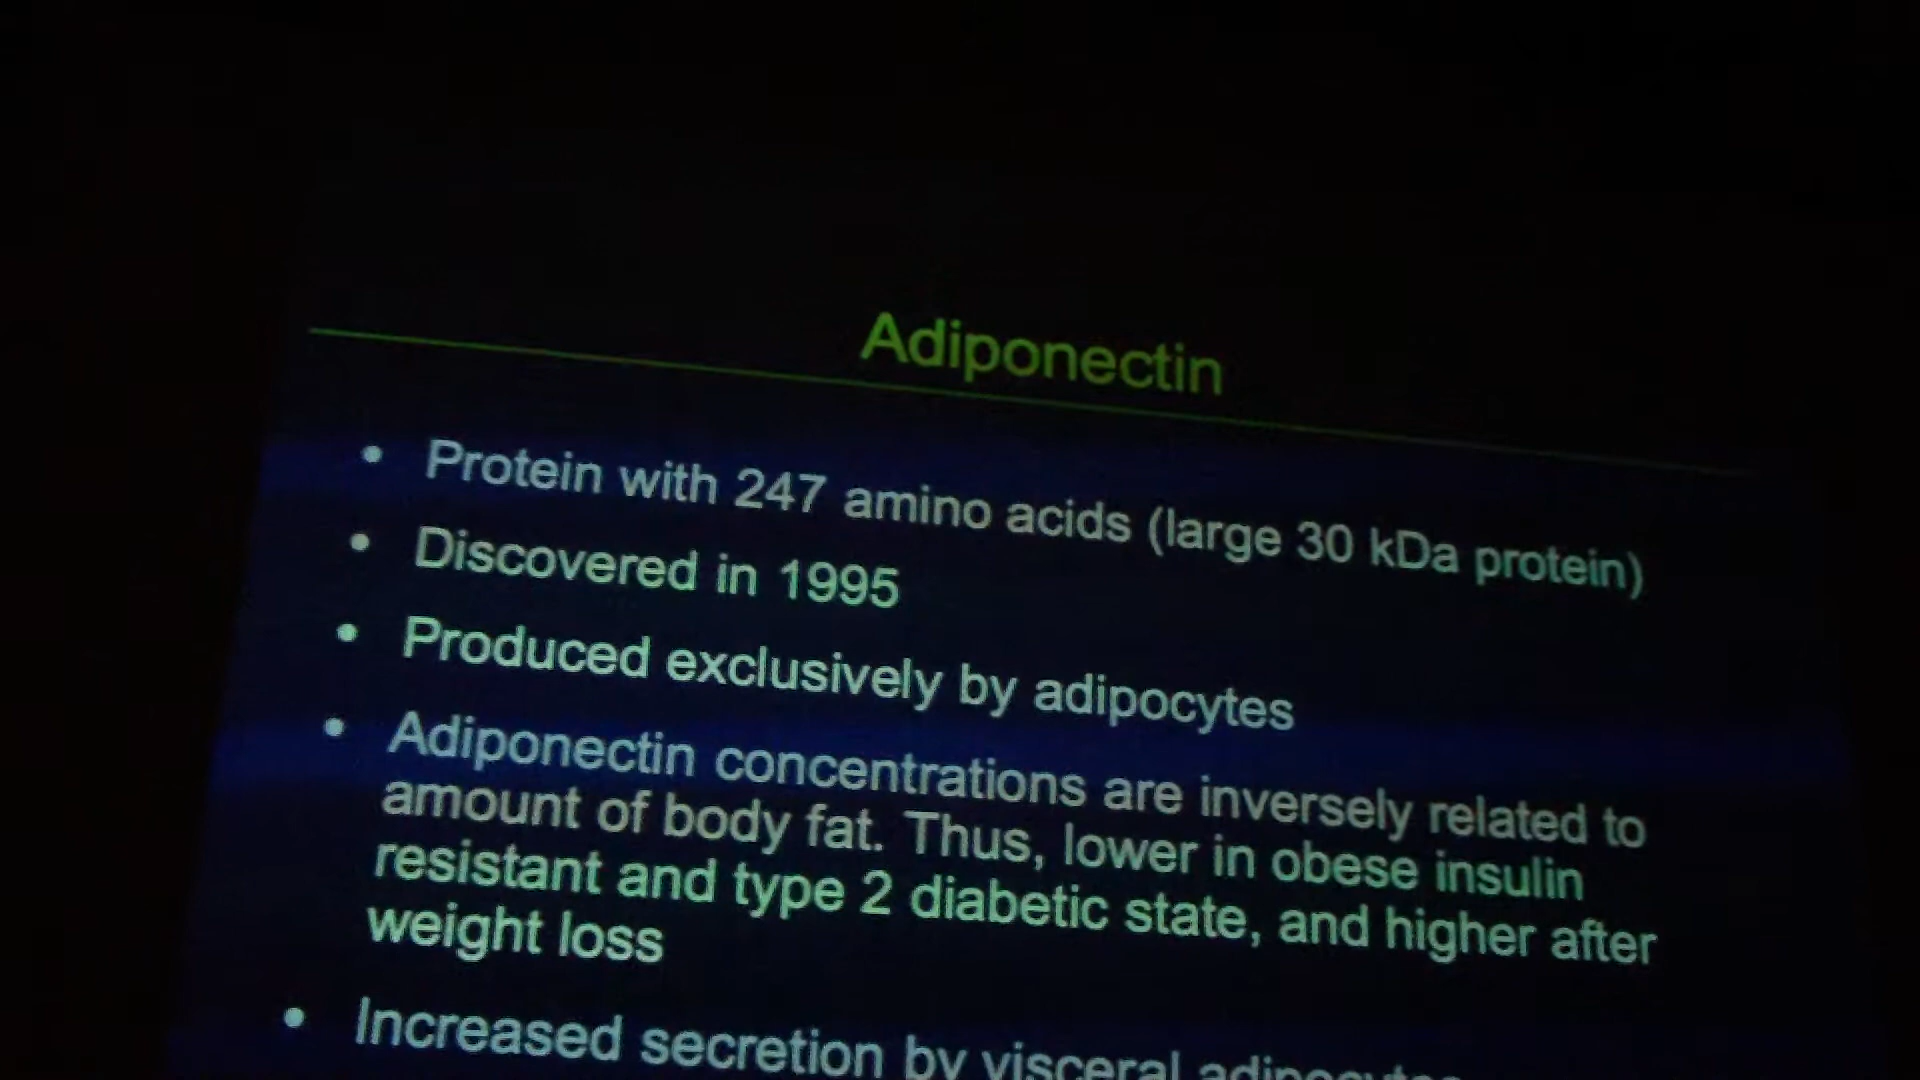 Adiponectin
• Protein with 247 amino acids (large 30 kDa protein)
• Discovered in 1995
• Produced exclusively by adipocytes
• Adiponectin concentrations are inversely related to
amount of body fat. Thus, lower in obese insulin
resistant and type 2 diabetic state, and higher after
weight loss
• Increased secretion by visceral adipocytes